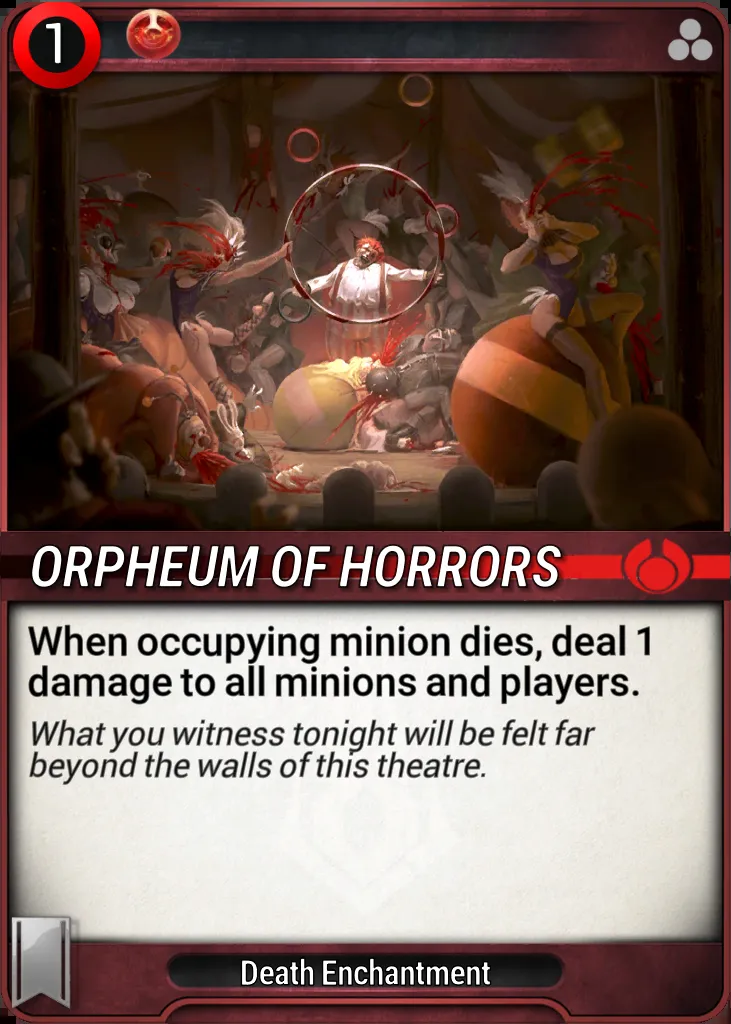 1
ORPHEUM OF HORRORS
When occupying minion dies, deal 1
damage to all minions and players.
What you witness tonight will be felt far
beyond the walls of this theatre.
Death Enchantment